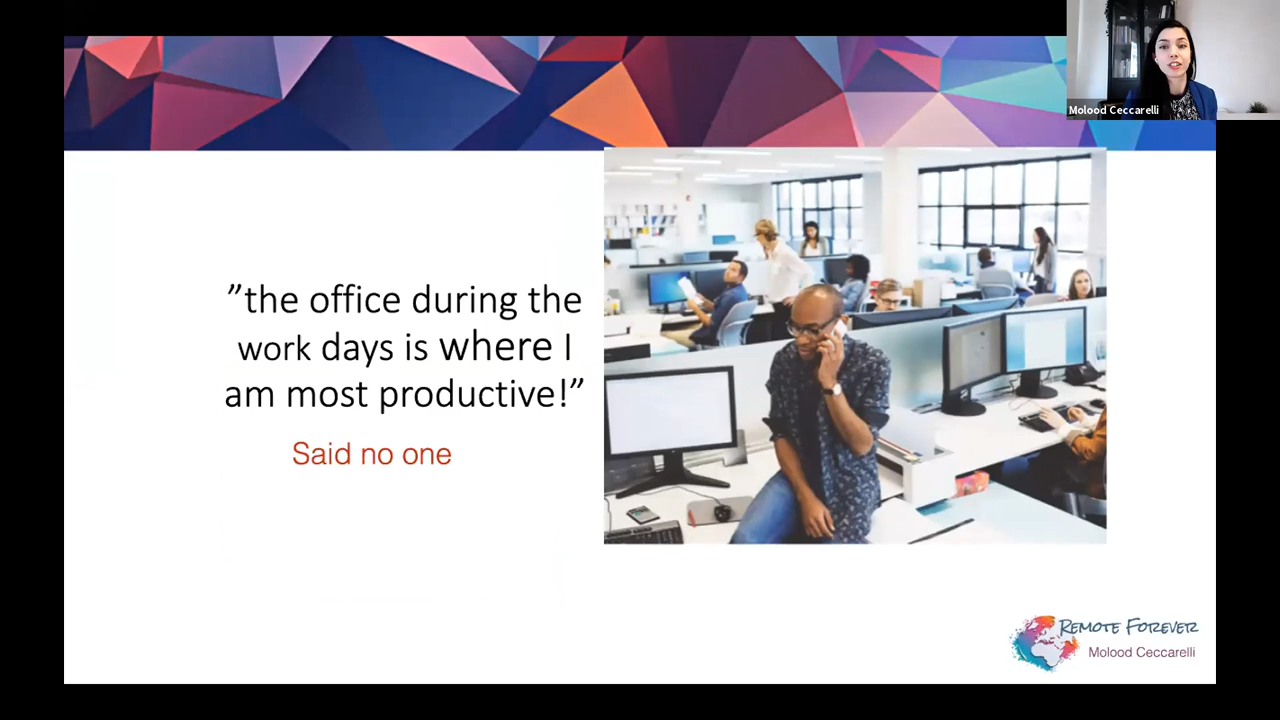 Molood Ceccarelli
”the office during the
work days is where I
am most productive!”
Said no one
REMOTE FOREVER
Molood Ceccarelli